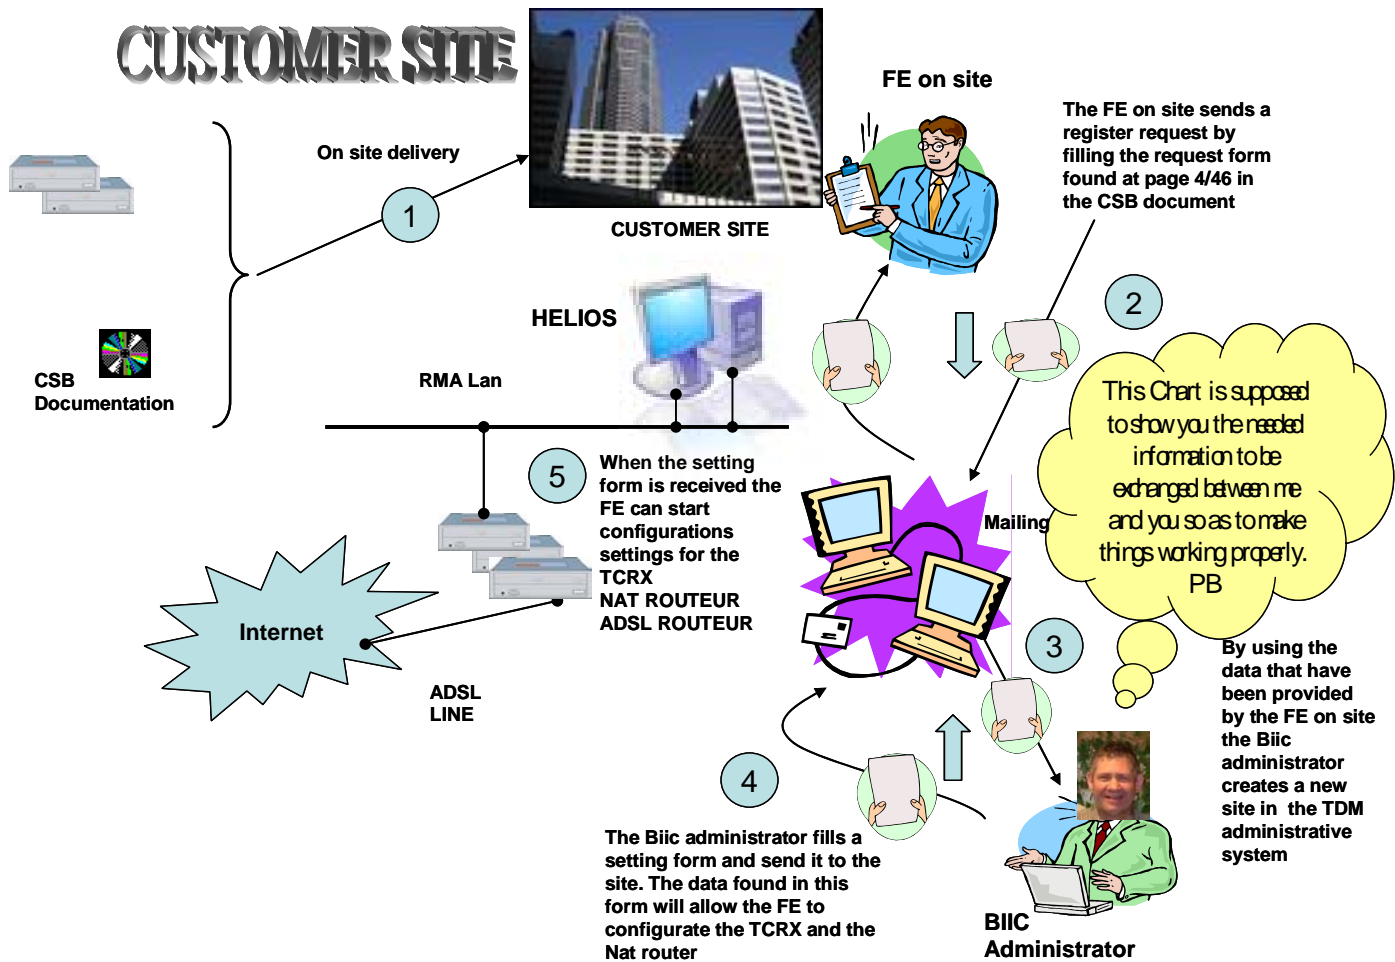 CUSTOMER SITE
FE on site
The FE on site sends a
register request by
filling the request form
found at page 4/46 in
the CSB document
On site delivery
1
CUSTOMER SITE
2
HELIOS
RMA Lan
CSB
Documentation
This Chart is supposed
to show you the needed
information to be
exchanged between me
and you so as to make
things working properly.
PB
5
When the setting
form is received the
FE can start
configurations
settings for the
TCRX
NAT ROUTEUR
ADSL ROUTEUR
Mailing
Internet
ADSL
LINE
3
By using the
data that have
been provided
by the FE on site
the Biic
administrator
creates a new
site in the TDM
administrative
system
4
The Biic administrator fills a
setting form and send it to the
site. The data found in this
form will allow the FE to
configurate the TCRX and the
Nat router
BIIC
Administrator